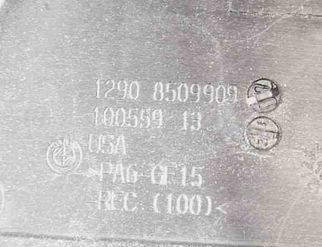 1290 8509909
100559 13
USA
>PA6-GF15
REC (100)<